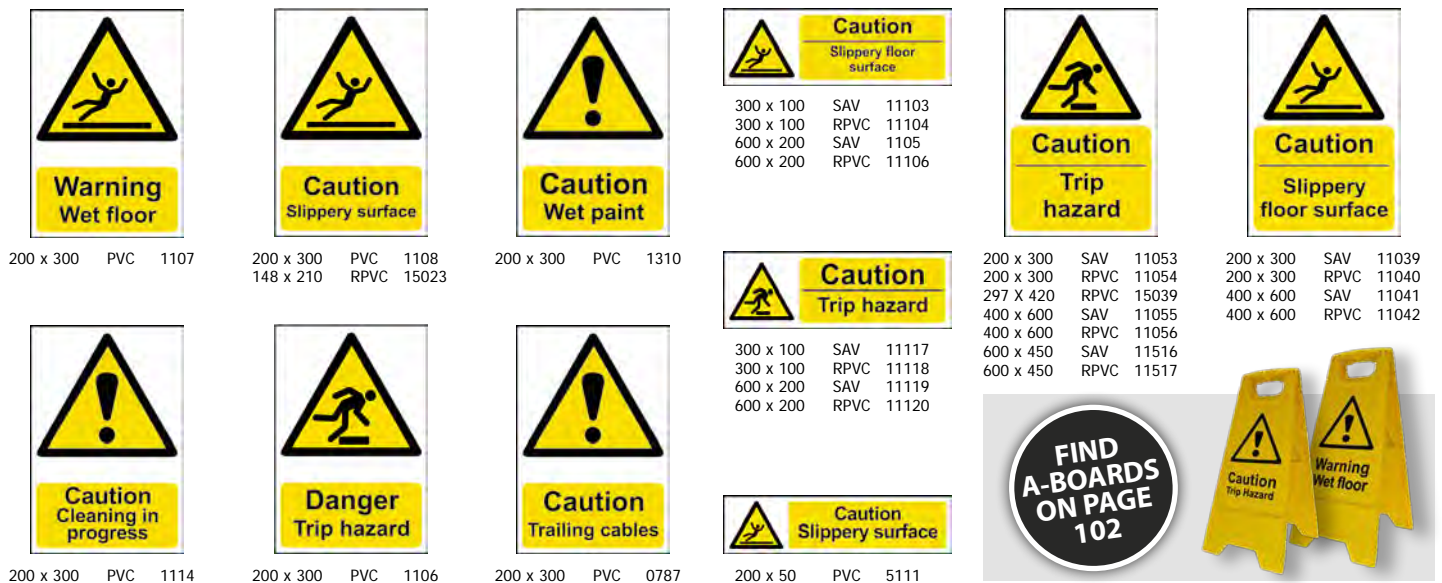 Warning
Wet floor
200 x 300 PVC 1107
Caution
Slippery surface
200 x 300 PVC 1108
148 x 210 RPVC 15023
Caution
Wet paint
200 x 300 PVC 1310
Caution
Slippery floor
surface
300 x 100 SAV 11103
300 x 100 RPVC 11104
600 x 200 SAV 1105
600 x 200 RPVC 11106
Caution
Trip hazard
300 x 100 SAV 11117
300 x 100 RPVC 11118
600 x 200 SAV 11119
600 x 200 RPVC 11120
Caution
Trip
hazard
200 x 300 SAV 11053
200 x 300 RPVC 11054
297 X 420 RPVC 15039
400 x 600 SAV 11055
400 x 600 RPVC 11056
600 x 450 SAV 11516
600 x 450 RPVC 11517
Caution
Slippery
floor surface
200 x 300 SAV 11039
200 x 300 RPVC 11040
400 x 600 SAV 11041
400 x 600 RPVC 11042
Caution
Cleaning in
progress
200 x 300 PVC 1114
Danger
Trip hazard
200 x 300 PVC 1106
Caution
Trailing cables
200 x 300 PVC 0787
Caution
Slippery surface
200 x 50 PVC 5111
FIND
A-BOARDS
ON PAGE
102
Caution
Trip Hazard
Warning
Wet floor